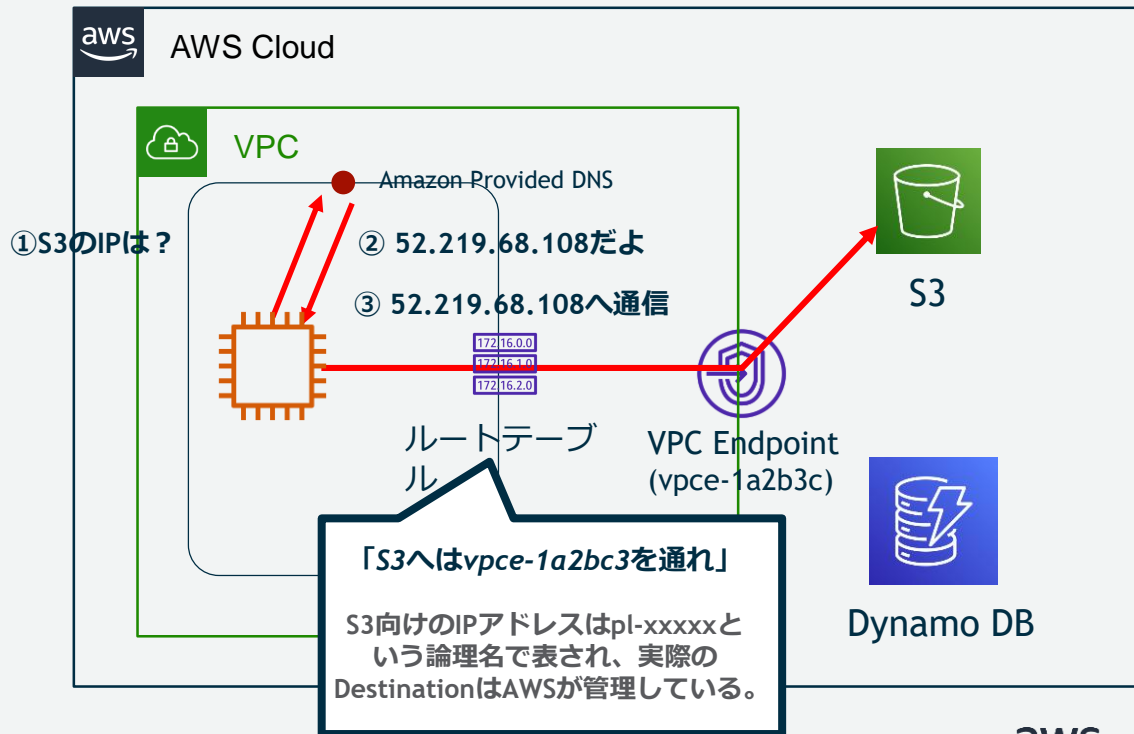 aws
AWS Cloud
VPC
Amazon Provided DNS
①S3のIPは？
② 52.219.68.108だよ
③ 52.219.68.108へ通信
S3
172.16.0.0
172.16.1.0
172.16.2.0
ルートテーブ
ル
VPC Endpoint
(vpce-1a2b3c)
「S3へはvpce-1a2bc3を通れ」
S3向けのIPアドレスはpl-xxxxxと
いう論理名で表され、実際の
DestinationはAWSが管理している。
Dynamo DB
aws